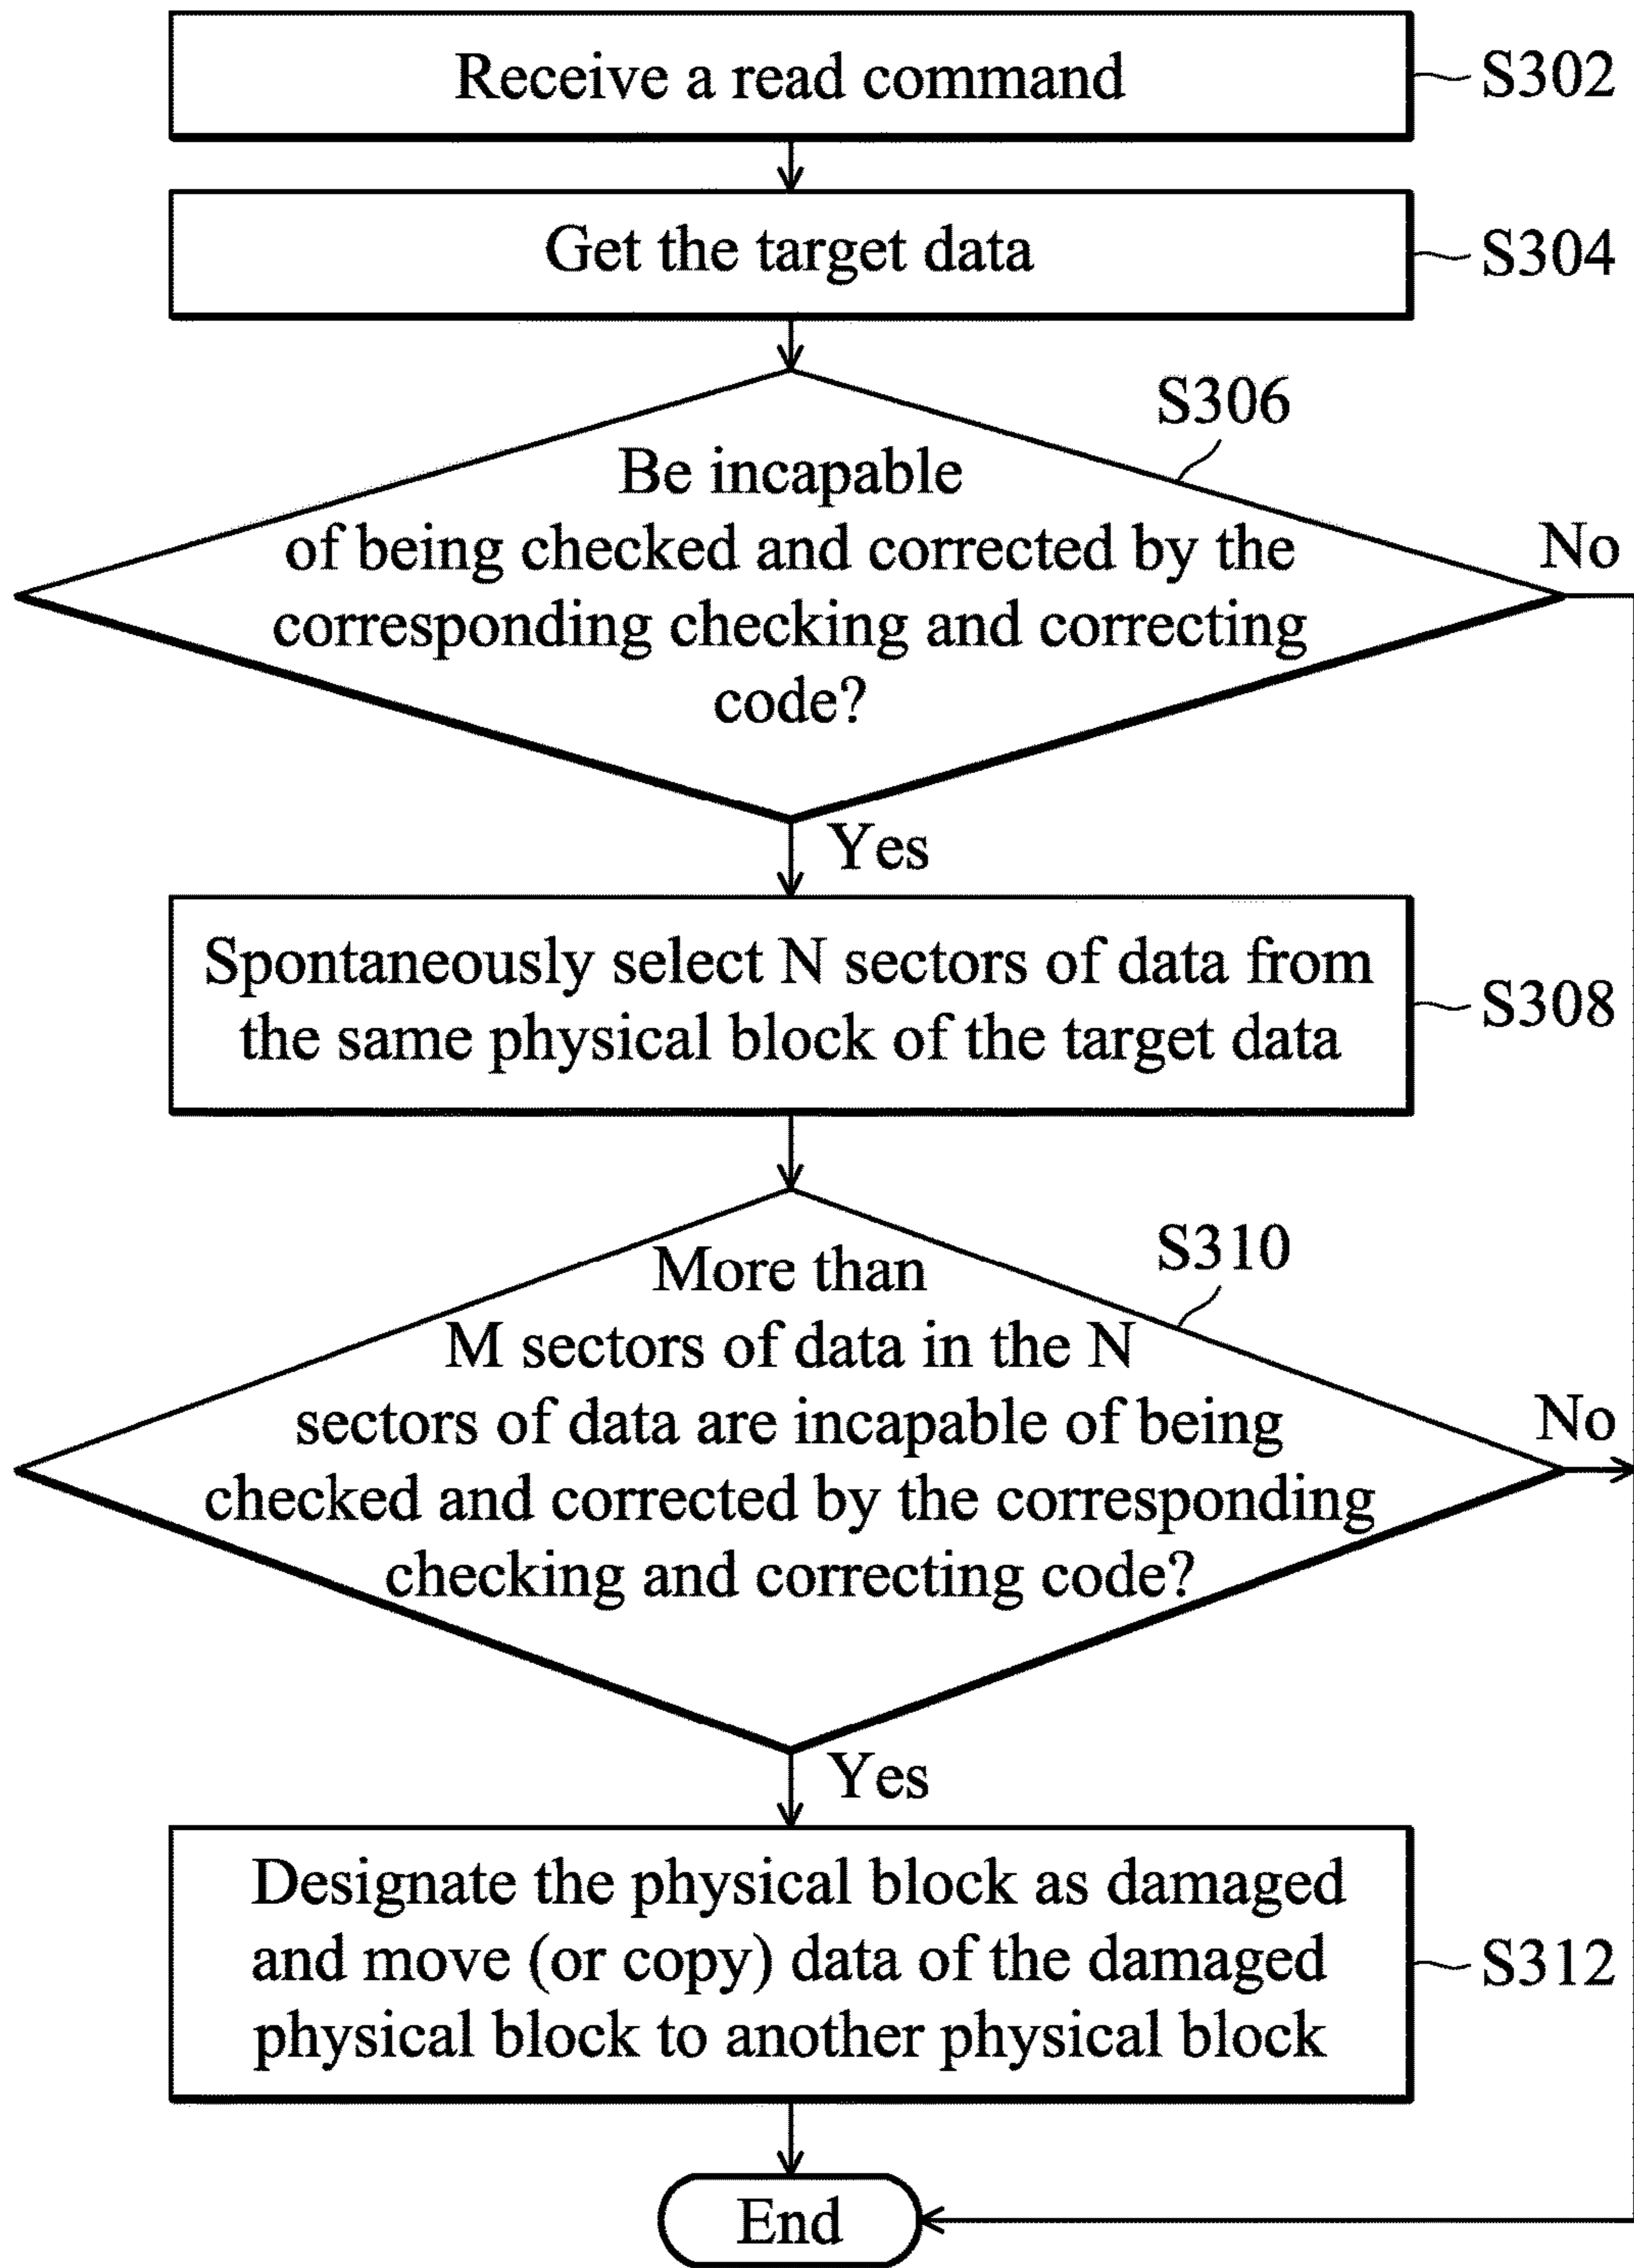 Receive a read command
S302
Get the target data
S304
S306
Be incapable
of being checked and corrected by the
corresponding checking and correcting
code?
No
Yes
Spontaneously select N sectors of data from
the same physical block of the target data
S308
S310
More than
M sectors of data in the N
sectors of data are incapable of being
checked and corrected by the corresponding
checking and correcting code?
No
Yes
Designate the physical block as damaged
and move (or copy) data of the damaged
physical block to another physical block
S312
End